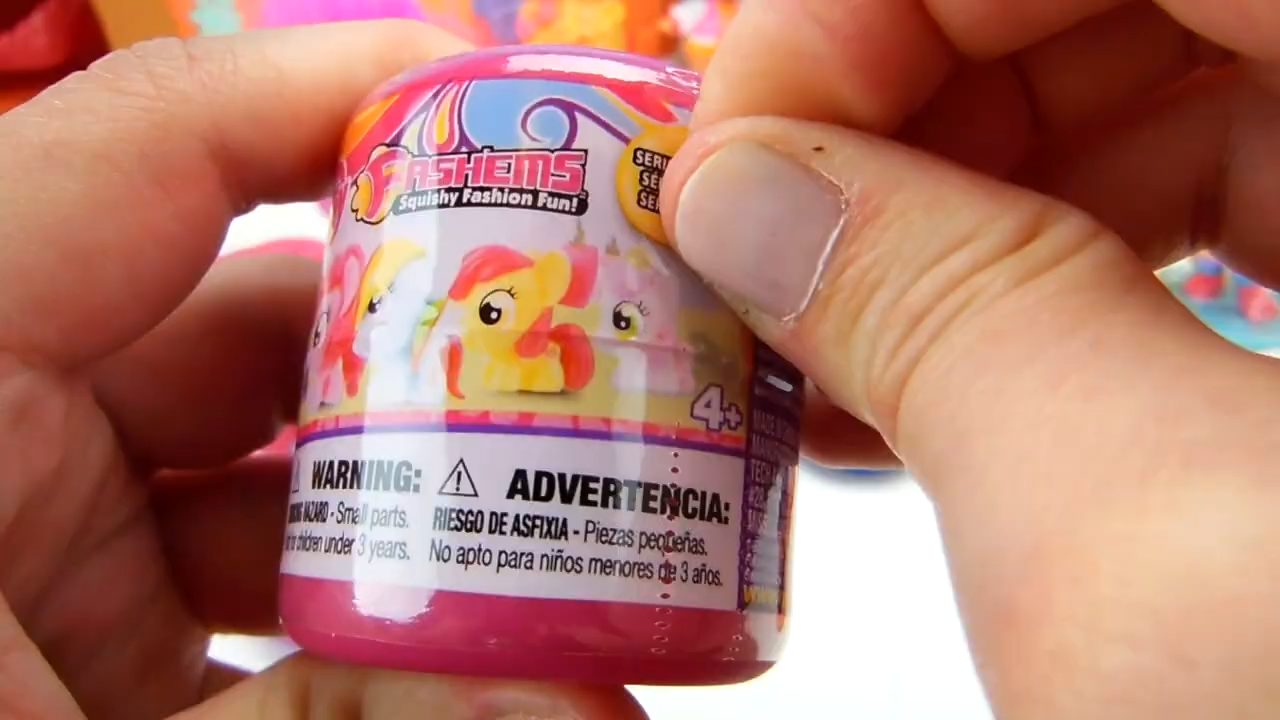 FASHEMS
Squishy Fashion Fun!
4+
WARNING:
HAZARD - Small parts.
children under 3 years.
ADVERTENCIA:
RIESGO DE ASFIXIA - Piezas pequeñas.
No apto para niños menores de 3 años.